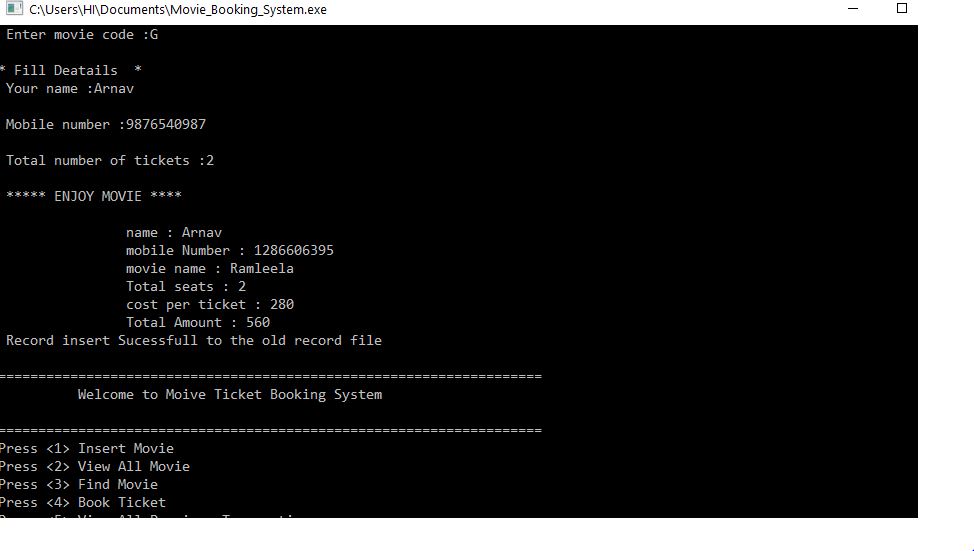 C:\Users\HI\Documents\Movie_Booking_System.exe
Enter movie code :G
* Fill Deatails  *
Your name :Arnav
Mobile number :9876540987
Total number of tickets :2
***** ENJOY MOVIE ****
name : Arnav
mobile Number : 1286606395
movie name : Ramleela
Total seats : 2
cost per ticket : 280
Total Amount : 560
Record insert Sucessfull to the old record file
====================================================================
Welcome to Moive Ticket Booking System
====================================================================
Press <1> Insert Movie
Press <2> View All Movie
Press <3> Find Movie
Press <4> Book Ticket